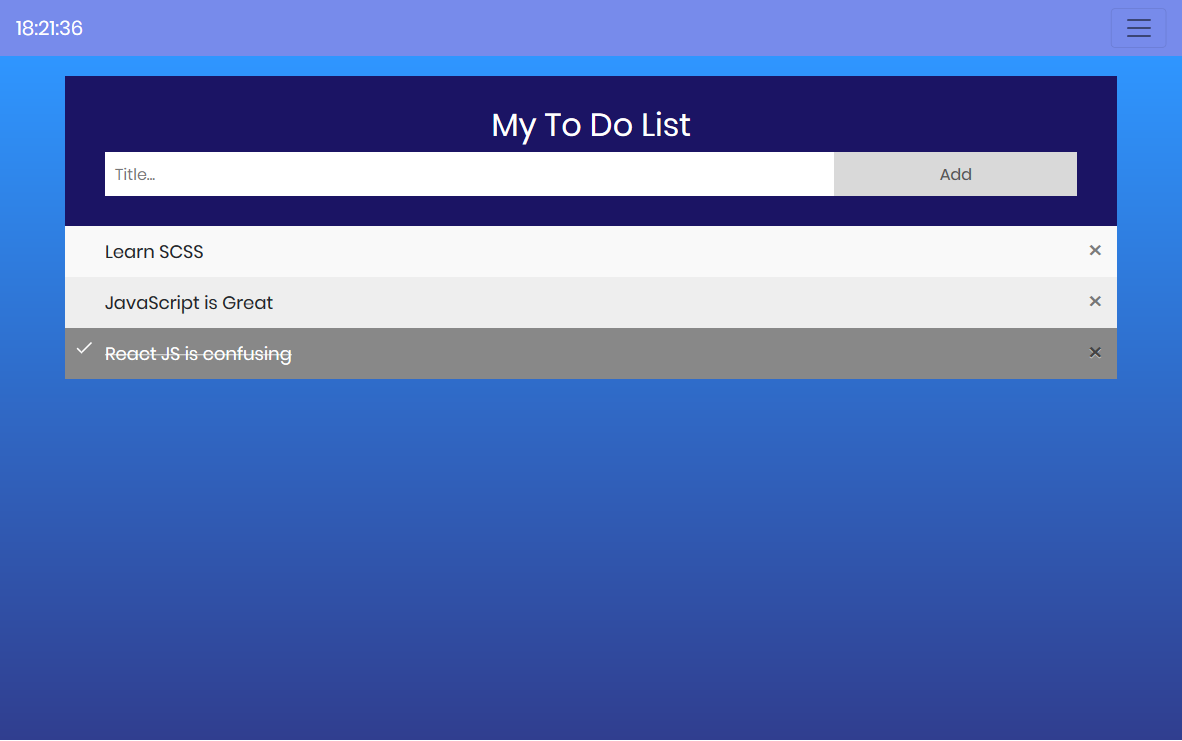 18:21:36
My To Do List
Title...
Add
Learn SCSS
JavaScript is Great
React JS is confusing